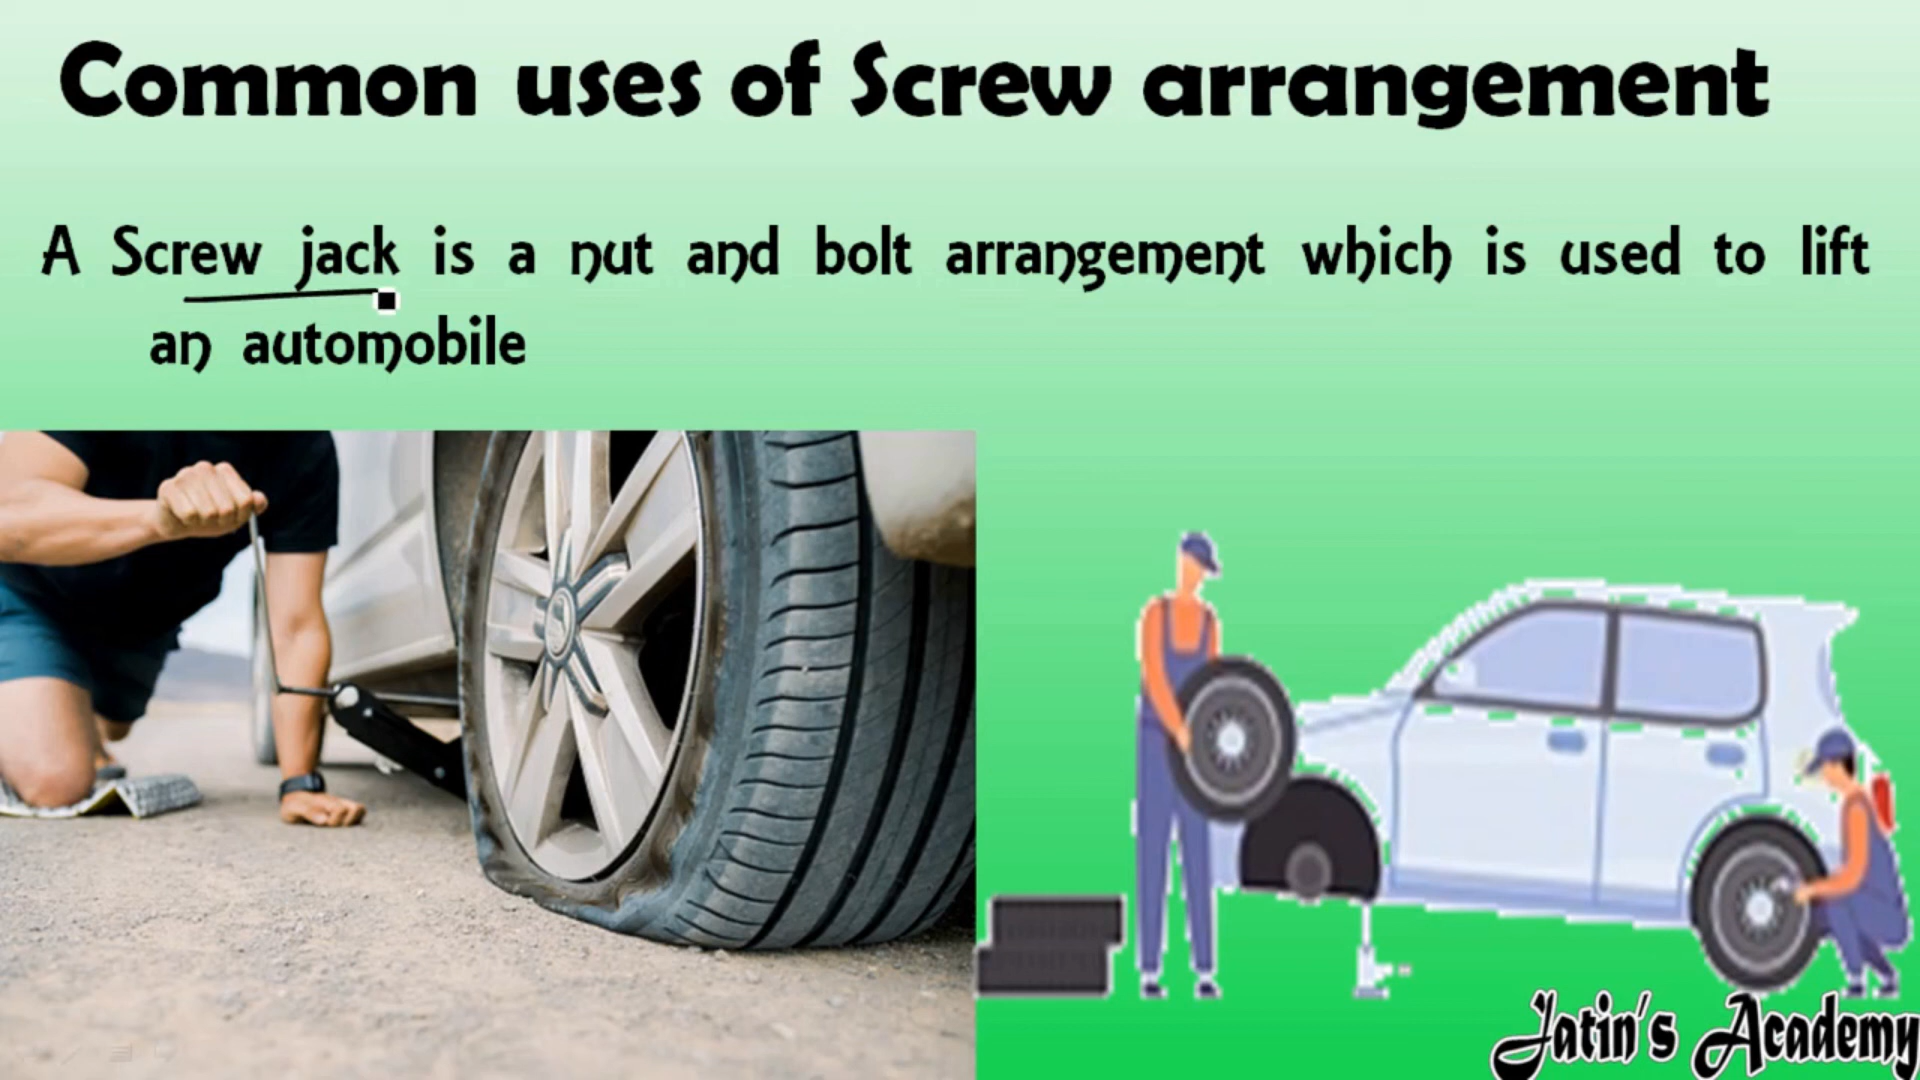 Common uses of Screw arrangement
A Screw jack is a nut and bolt arrangement which is used to lift
an automobile
Jatin's Academy